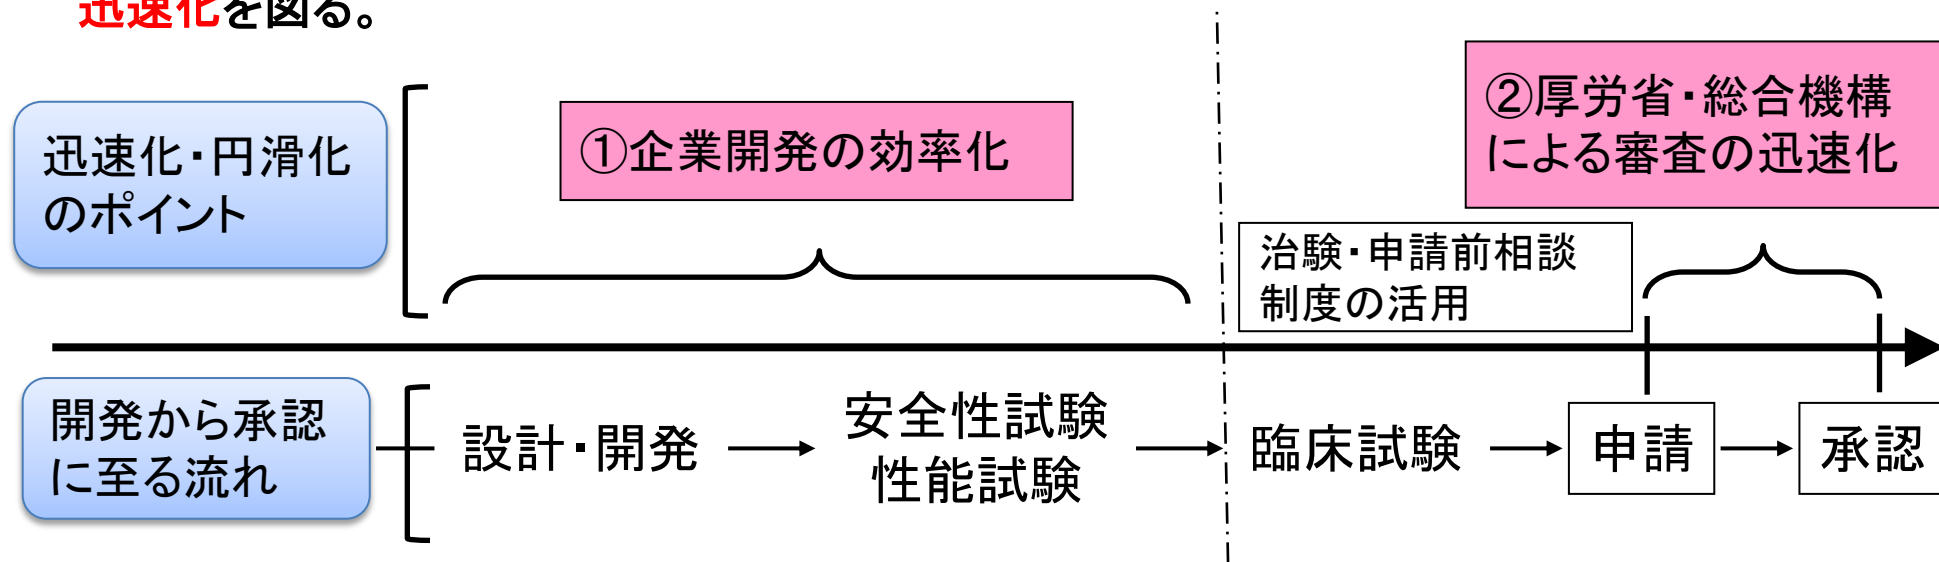 迅速化を図る。
迅速化・円滑化
のポイント
①企業開発の効率化
②厚労省・総合機構
による審査の迅速化
治験・申請前相談
制度の活用
開発から承認
に至る流れ
設計・開発
安全性試験
性能試験
臨床試験
申請
承認